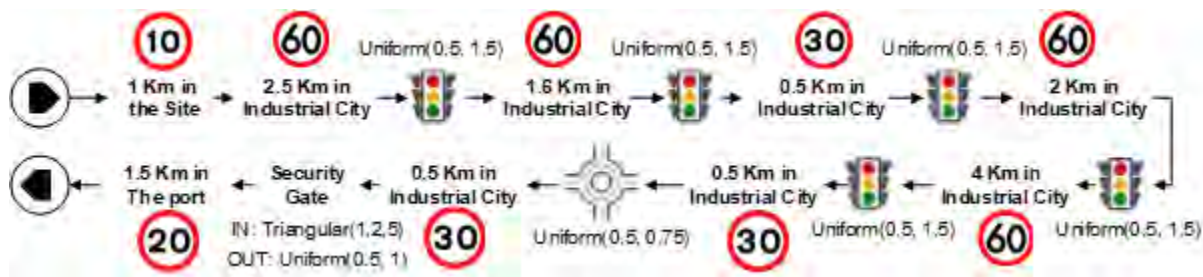 10
60
Uniform(0.5, 1.5)
60
Uniform(0.5, 1.5)
30
Uniform(0.5, 1.5)
60
1 Km in
the Site
2.5 Km in
Industrial City
1.6 Km in
Industrial City
0.5 Km in
Industrial City
2 Km in
Industrial City
1.5 Km in
The port
Security
Gate
0.5 Km in
Industrial City
0.5 Km in
Industrial City
4 Km in
Industrial City
20
IN: Triangular(1,2,5)
OUT: Uniform(0.5, 1)
30
Uniform(0.5, 0.75)
30
Uniform(0.5, 1.5)
60
Uniform(0.5, 1.5)